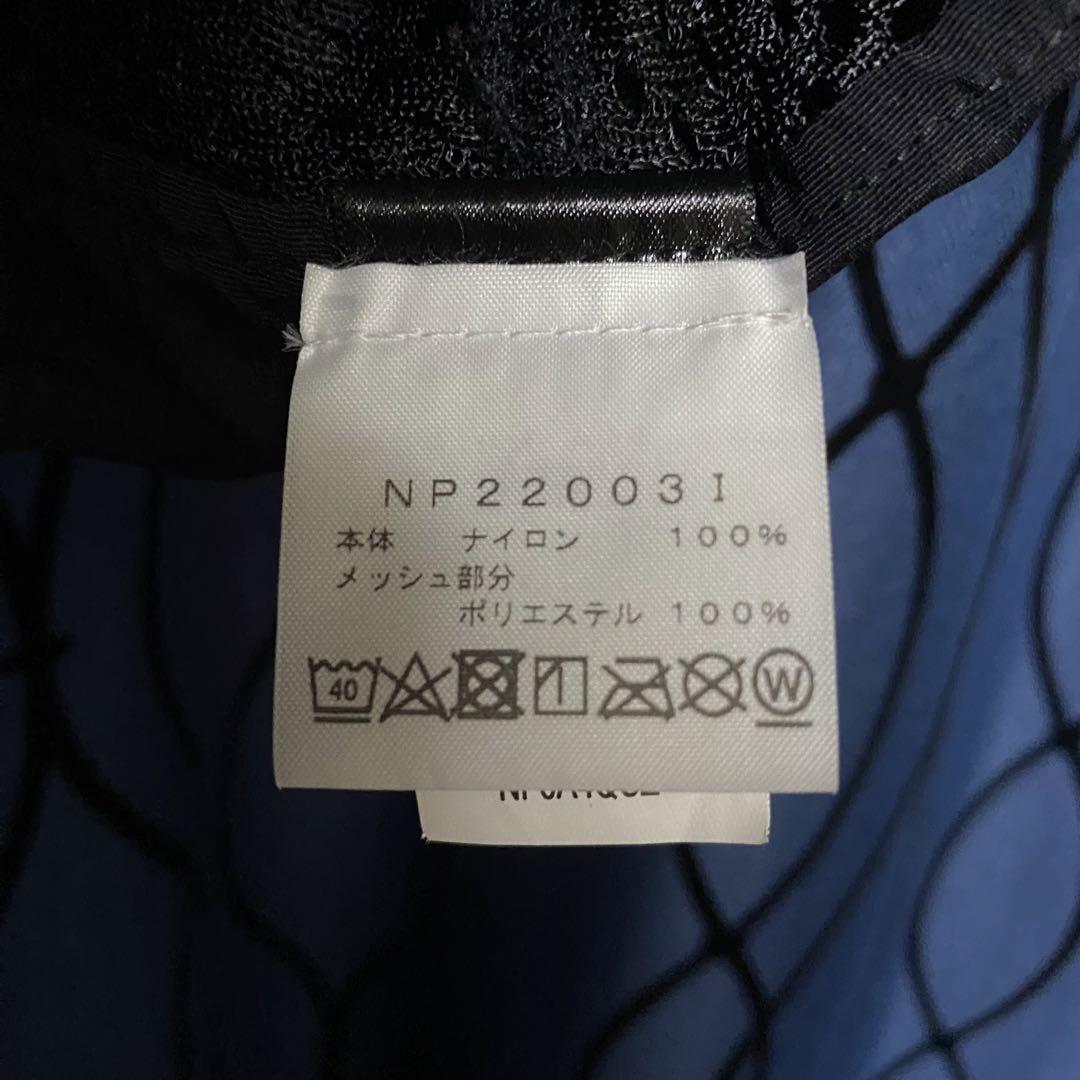 NP22003I
本体 ナイロン 100%
メッシュ部分
ポリエステル 100%
40 W